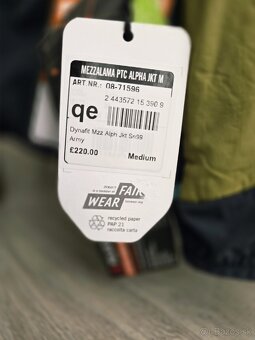 MEZZALAMA PTC ALPHA JKT M
ART NR.: 08-71596
2 443572 15 390 9
qe
Dynafit Mzz Alph Jkt Sn99
Army
£220.00 Medium
FAIR
WEAR
recycled paper
PAP 21
raccolta carta